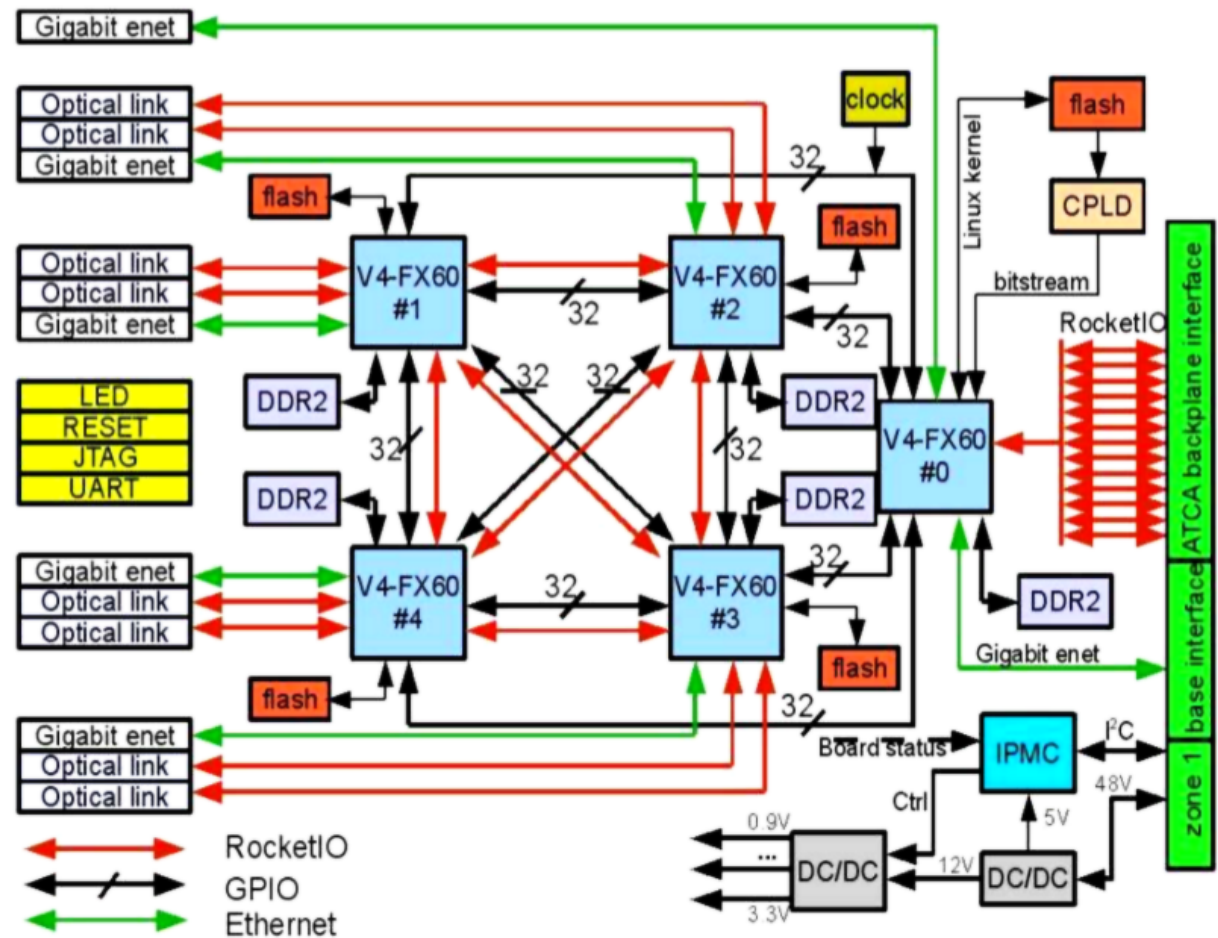 Gigabit enet
Optical link
Optical link
Gigabit enet
clock
flash
Linux kernel
32
flash
CPLD
flash
Optical link
Optical link
Gigabit enet
V4-FX60
#1
V4-FX60
#2
32
32
bitstream
RocketIO
ATCA backplane interface
LED
RESET
JTAG
UART
DDR2
32
32
DDR2
V4-FX60
#0
32
32
DDR2
DDR2
Gigabit enet
Optical link
Optical link
V4-FX60
#4
32
V4-FX60
#3
32
DDR2
base interface
Gigabit enet
flash
flash
32
Gigabit enet
Optical link
Optical link
Board status
IPMC
I²C
zone 1
48V
Ctrl
5V
0.9V
...
3.3V
DC/DC
12V
DC/DC
RocketIO
GPIO
Ethernet